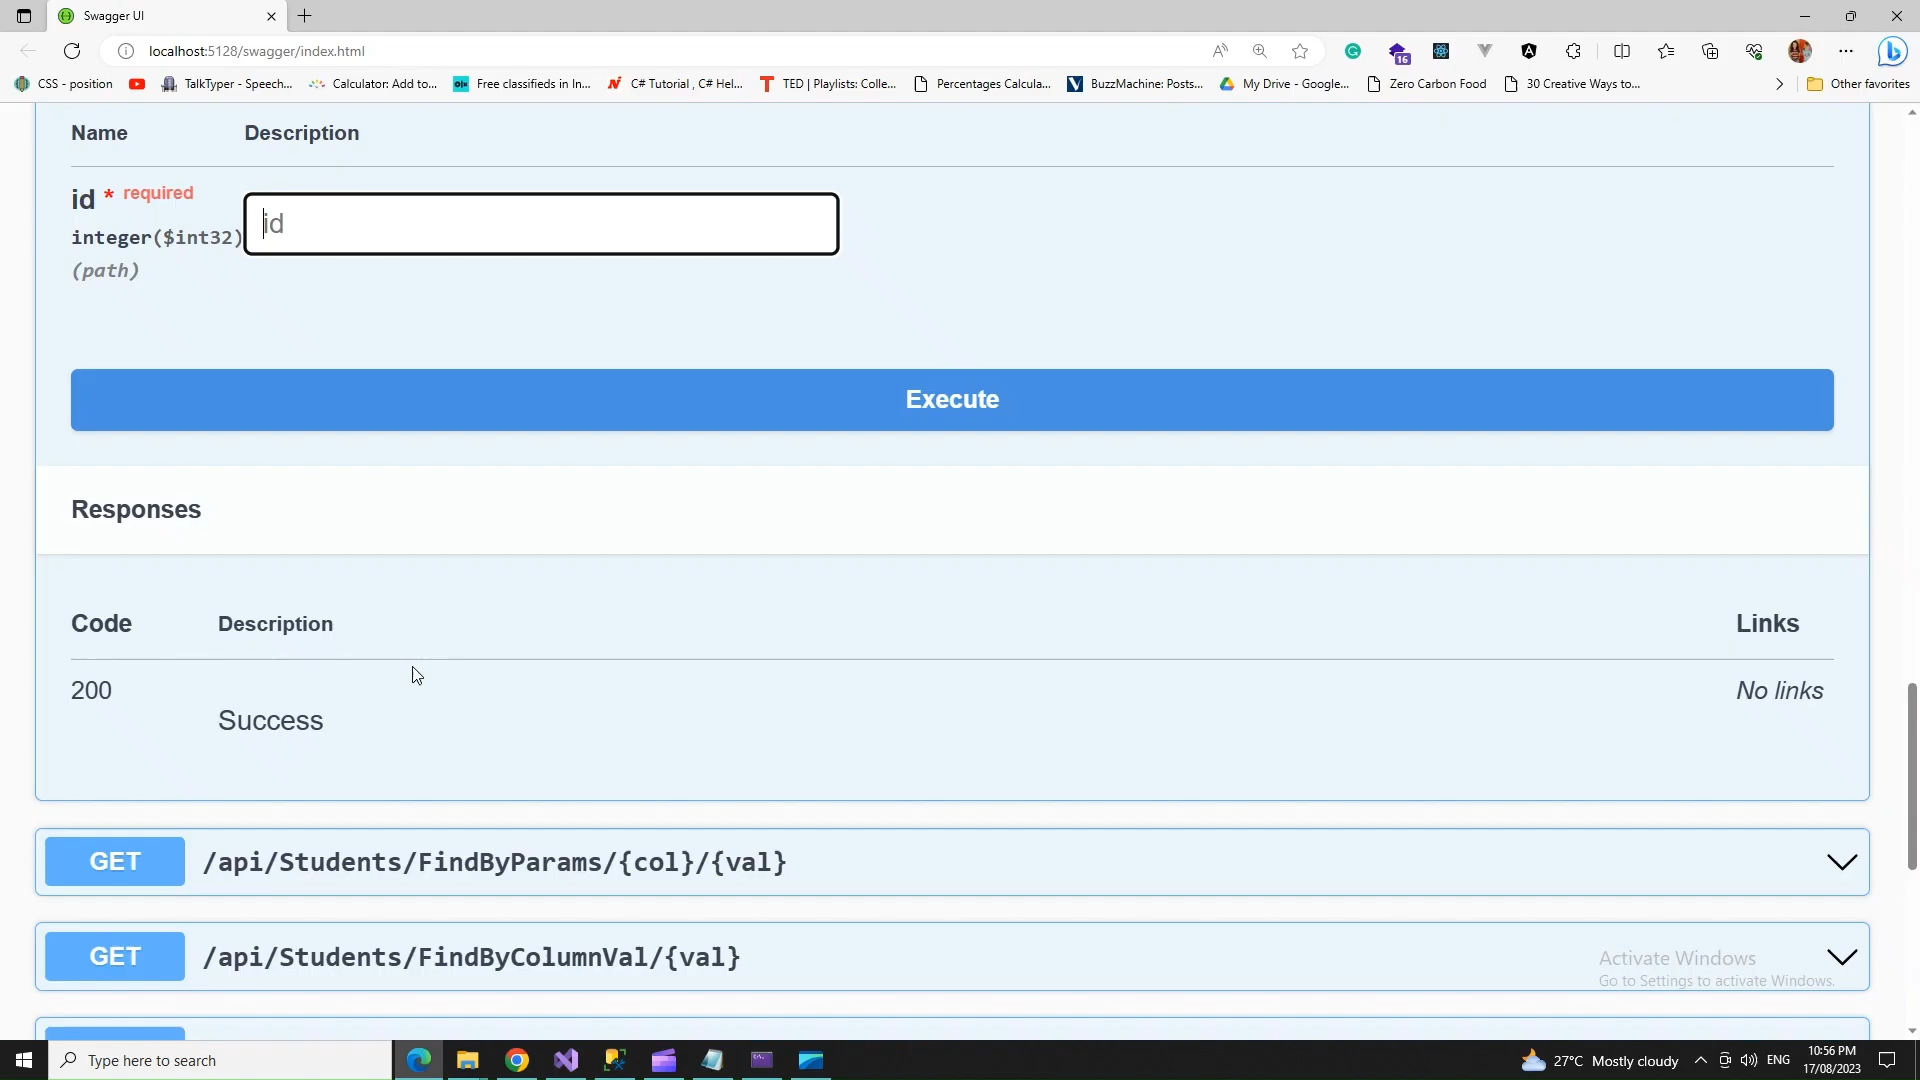 Swagger UI
localhost:5128/swagger/index.html
16
CSS - position
TalkTyper - Speech...
Calculator: Add to...
Free classifieds in In...
C# Tutorial , C# Hel...
TED | Playlists: Colle...
Percentages Calcula...
BuzzMachine: Posts...
My Drive - Google...
Zero Carbon Food
30 Creative Ways to...
Other favorites
Name Description
id * required
id
integer($int32)
(path)
Execute
Responses
Code Description Links
200 No links
Success
GET /api/Students/FindByParams/{col}/{val}
GET /api/Students/FindByColumnVal/{val}
Activate Windows
Go to Settings to activate Windows.
Type here to search
27°C Mostly cloudy
ENG
10:56 PM
17/08/2023